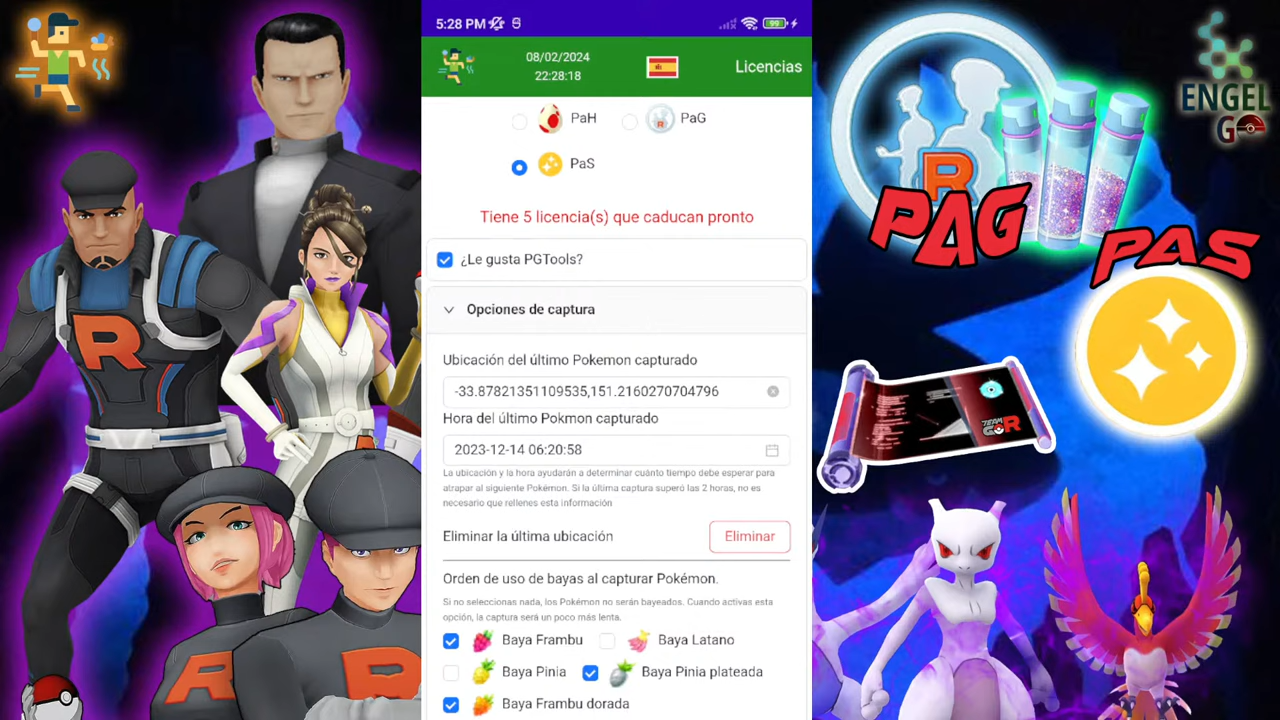 5:28 PM
99
08/02/2024
22:28:18
Licencias
PaH
PaG
PaS
Tiene 5 licencia(s) que caducan pronto
¿Le gusta PGTools?
Opciones de captura
Ubicación del último Pokemon capturado
-33.87821351109535,151.2160270704796
Hora del último Pokmon capturado
2023-12-14 06:20:58
La ubicación y la hora ayudarán a determinar cuánto tiempo debe esperar para
atrapar al siguiente Pokémon. Si la última captura superó las 2 horas, no es
necesario que rellenes esta información
Eliminar la última ubicación
Eliminar
Orden de uso de bayas al capturar Pokémon.
Si no seleccionas nada, los Pokémon no serán bayeados. Cuando activas esta
opción, la captura será un poco más lenta.
Baya Frambu
Baya Latano
Baya Pinia
Baya Pinia plateada
Baya Frambu dorada
R
R
R
R
PAG
PAS
ENGEL
GO
TEAM
GO R